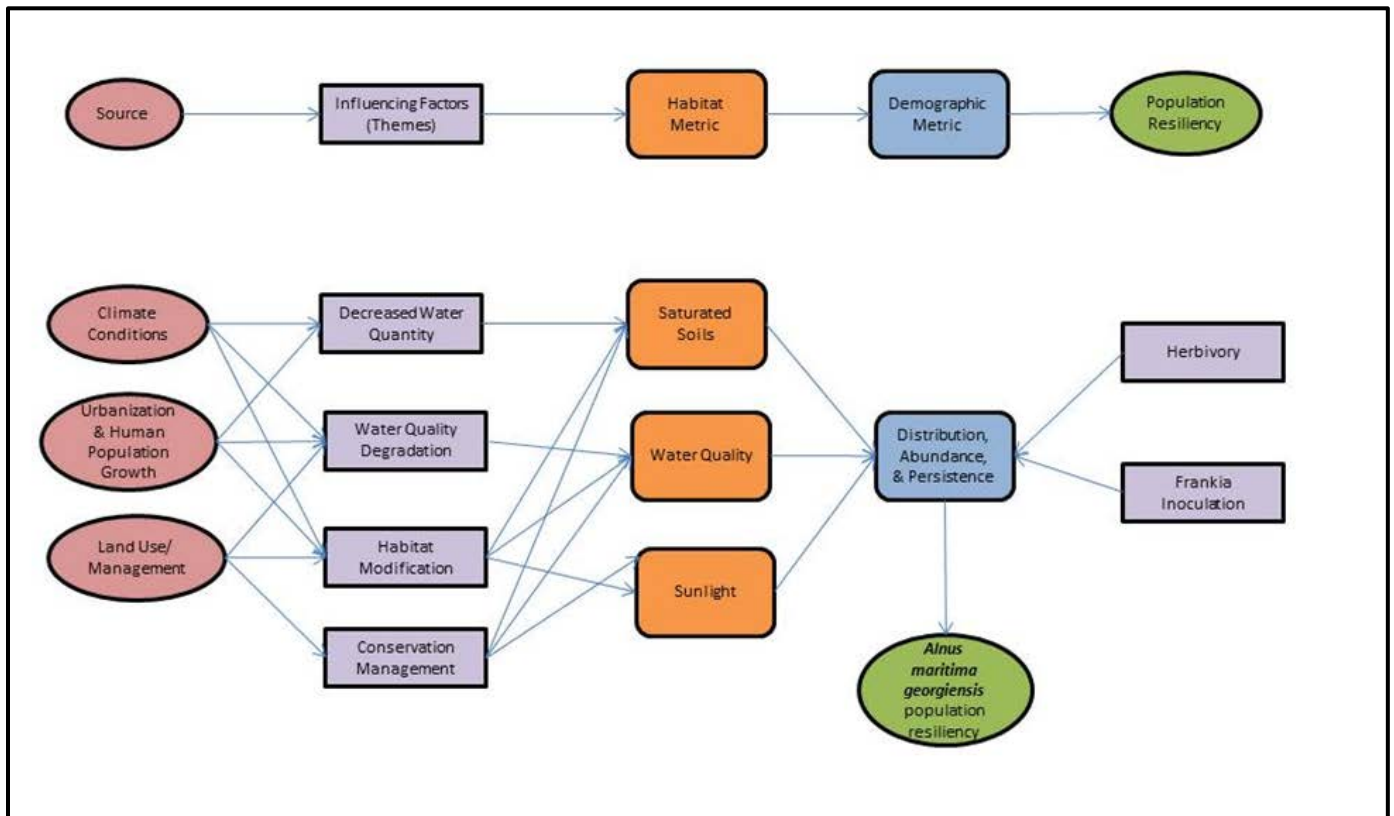 Source
Influencing Factors
(Themes)
Habitat
Metric
Demographic
Metric
Population
Resiliency
Climate
Conditions
Decreased Water
Quantity
Saturated
Soils
Herbivory
Urbanization
& Human
Population
Growth
Water Quality
Degradation
Water Quality
Distribution,
Abundance,
& Persistence
Frankia
Inoculation
Land Use/
Management
Habitat
Modification
Sunlight
Conservation
Management
Alnus
maritima
georgiensis
population
resiliency